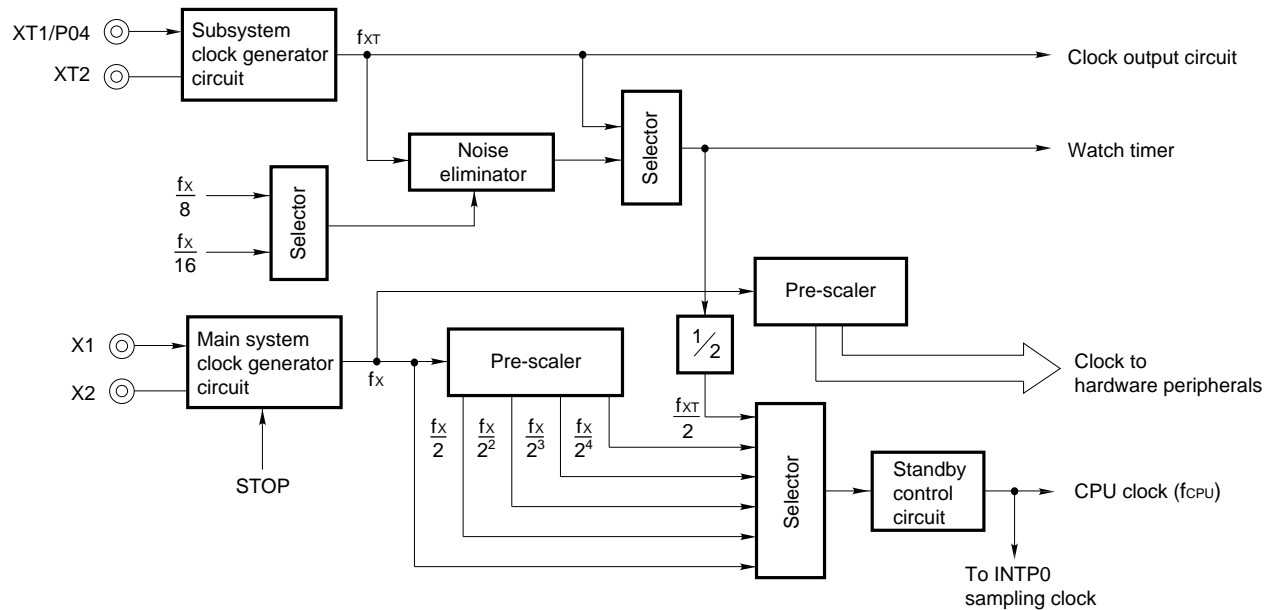 XT1/P04
XT2
Subsystem
clock generator
circuit
fXT
Clock output circuit
Selector
Watch timer
Noise
eliminator
fX
8
fX
16
Selector
Pre-scaler
X1
X2
Main system
clock generator
circuit
fX
Pre-scaler
1/2
Clock to
hardware peripherals
fX
2
fX
2²
fX
2³
fX
2⁴
fXT
2
STOP
Selector
Standby
control
circuit
CPU clock (fCPU)
To INTP0
sampling clock